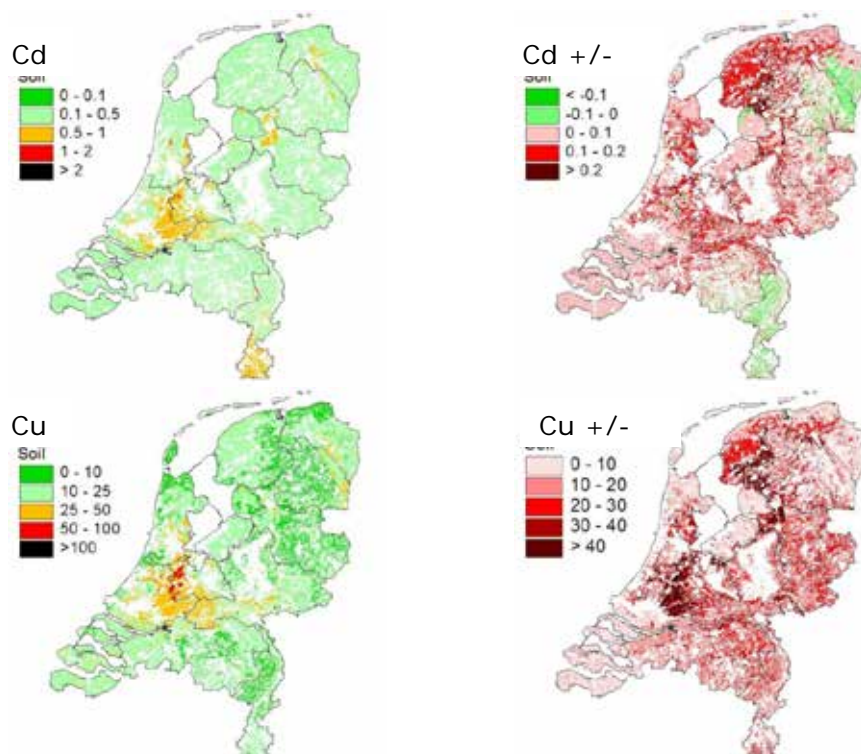 Cd
Soil
0 - 0.1
0.1 - 0.5
0.5 - 1
1 - 2
> 2
Cd +/-
Soil
< -0.1
-0.1 - 0
0 - 0.1
0.1 - 0.2
> 0.2
Cu
Soil
0 - 10
10 - 25
25 - 50
50 - 100
>100
Cu +/-
Soil
0 - 10
10 - 20
20 - 30
30 - 40
> 40